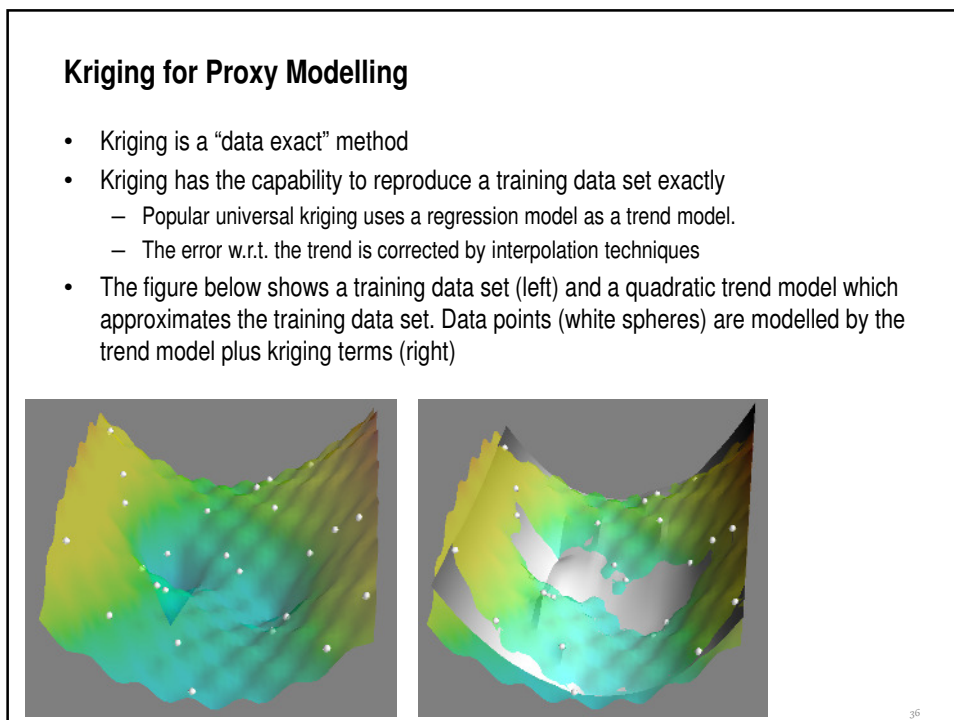 Kriging for Proxy Modelling
• Kriging is a “data exact” method
• Kriging has the capability to reproduce a training data set exactly
– Popular universal kriging uses a regression model as a trend model.
– The error w.r.t. the trend is corrected by interpolation techniques
• The figure below shows a training data set (left) and a quadratic trend model which
approximates the training data set. Data points (white spheres) are modelled by the
trend model plus kriging terms (right)
36